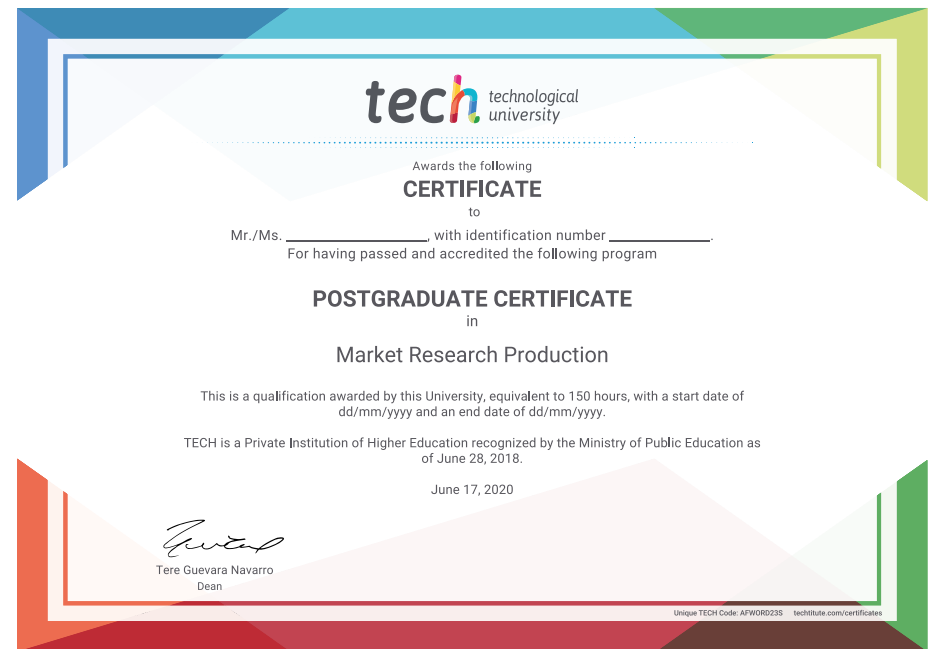 tech technological
university
Awards the following
CERTIFICATE
to
Mr./Ms. ____________________, with identification number ______________.
For having passed and accredited the following program
POSTGRADUATE CERTIFICATE
in
Market Research Production
This is a qualification awarded by this University, equivalent to 150 hours, with a start date of
dd/mm/yyyy and an end date of dd/mm/yyyy.
TECH is a Private Institution of Higher Education recognized by the Ministry of Public Education as
of June 28, 2018.
June 17, 2020
Tere Guevara Navarro
Dean
Unique TECH Code: AFWORD23S techtitute.com/certificates